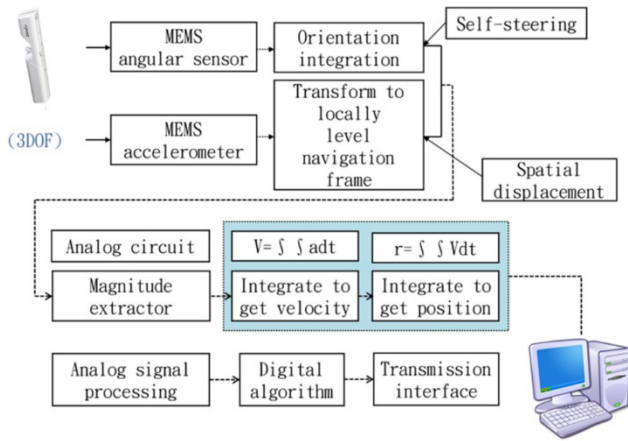 MEMS
angular sensor
Orientation
integration
Self-steering
(3DOF)
MEMS
accelerometer
Transform to
locally
level
navigation
frame
Spatial
displacement
Analog circuit
V= ∫ ∫ adt
r= ∫ ∫ Vdt
Magnitude
extractor
Integrate to
get velocity
Integrate to
get position
Analog signal
processing
Digital
algorithm
Transmission
interface